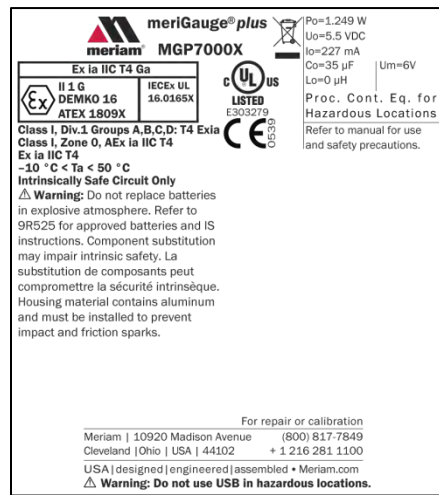 meriam®
meriGauge® plus
MGP7000X
Po=1.249 W
Uo=5.5 VDC
Io=227 mA
Co=35 µF
Lo=0 µH
Um=6V
Ex ia IIC T4 Ga
Ex
II 1 G
DEMKO 16
ATEX 1809X
IECEx UL
16.0165X
C UL US
LISTED
E303279
CE
0539
Proc. Cont. Eq. for
Hazardous Locations
Refer to manual for use
and safety precautions.
Class I, Div.1 Groups A,B,C,D: T4 Exia
Class I, Zone 0, AEx ia IIC T4
Ex ia IIC T4
–10 °C < Ta < 50 °C
Intrinsically Safe Circuit Only
⚠ Warning: Do not replace batteries
in explosive atmosphere. Refer to
9R525 for approved batteries and IS
instructions. Component substitution
may impair intrinsic safety. La
substitution de composants peut
compromettre la sécurité intrinsèque.
Housing material contains aluminum
and must be installed to prevent
impact and friction sparks.
For repair or calibration
Meriam | 10920 Madison Avenue (800) 817-7849
Cleveland |Ohio | USA | 44102 + 1 216 281 1100
USA|designed|engineered|assembled • Meriam.com
⚠ Warning: Do not use USB in hazardous locations.